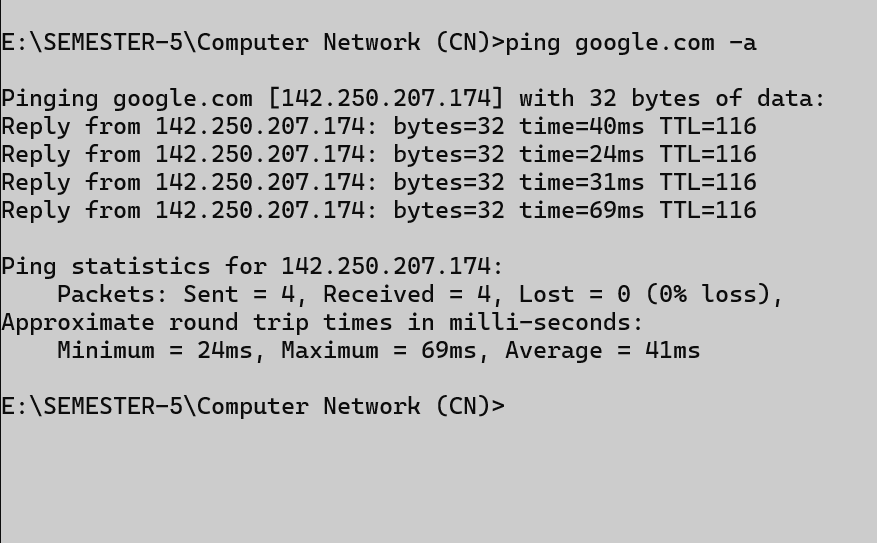 E:\SEMESTER-5\Computer Network (CN)>ping google.com -a
Pinging google.com [142.250.207.174] with 32 bytes of data:
Reply from 142.250.207.174: bytes=32 time=40ms TTL=116
Reply from 142.250.207.174: bytes=32 time=24ms TTL=116
Reply from 142.250.207.174: bytes=32 time=31ms TTL=116
Reply from 142.250.207.174: bytes=32 time=69ms TTL=116
Ping statistics for 142.250.207.174:
    Packets: Sent = 4, Received = 4, Lost = 0 (0% loss),
Approximate round trip times in milli-seconds:
    Minimum = 24ms, Maximum = 69ms, Average = 41ms
E:\SEMESTER-5\Computer Network (CN)>